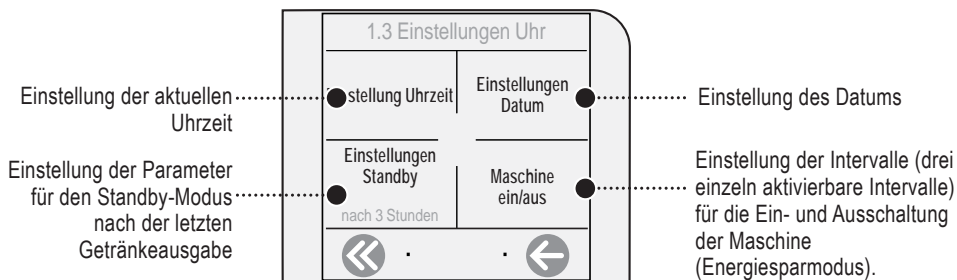 1.3 Einstellungen Uhr
Einstellung der aktuellen
Uhrzeit
stellung Uhrzeit
Einstellungen
Datum
Einstellung des Datums
Einstellung der Parameter
für den Standby-Modus
nach der letzten
Getränkeausgabe
Einstellungen
Standby
nach 3 Stunden
Maschine
ein/aus
Einstellung der Intervalle (drei
einzeln aktivierbare Intervalle)
für die Ein- und Ausschaltung
der Maschine
(Energiesparmodus).